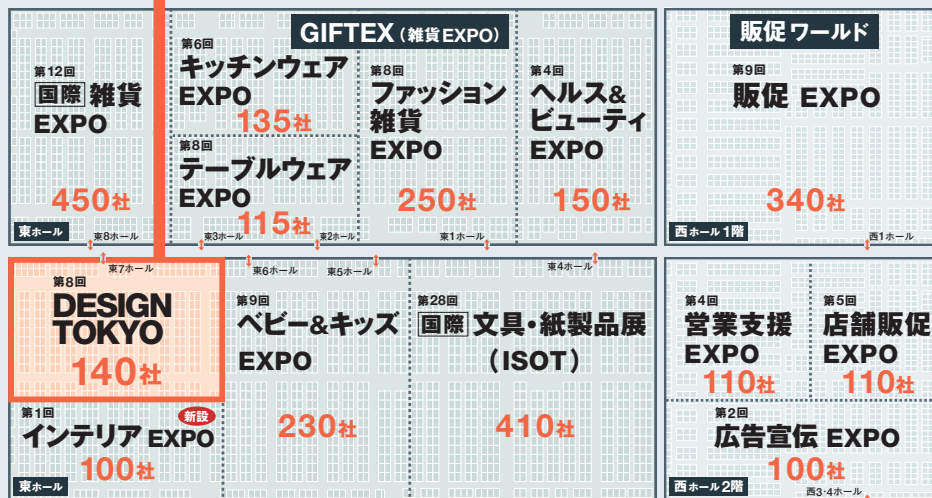 GIFTEX(雑貨EXPO)
第12回
国際 雑貨
EXPO
450社
第6回
キッチンウェア
EXPO
135社
第8回
テーブルウェア
EXPO
115社
第8回
ファッション
雑貨
EXPO
250社
第4回
ヘルス&
ビューティ
EXPO
150社
東ホール
東8ホール
東3ホール
東2ホール
東1ホール
販促ワールド
第9回
販促 EXPO
340社
西ホール1階
西1ホール
東7ホール
第8回
DESIGN
TOKYO
140社
第1回
新設
インテリア EXPO
100社
東ホール
東6ホール
東5ホール
東4ホール
第9回
ベビー&キッズ
EXPO
230社
第28回
国際 文具・紙製品展
(ISOT)
410社
第4回
営業支援
EXPO
110社
第5回
店舗販促
EXPO
110社
第2回
広告宣伝 EXPO
100社
西ホール2階
西3・4ホール